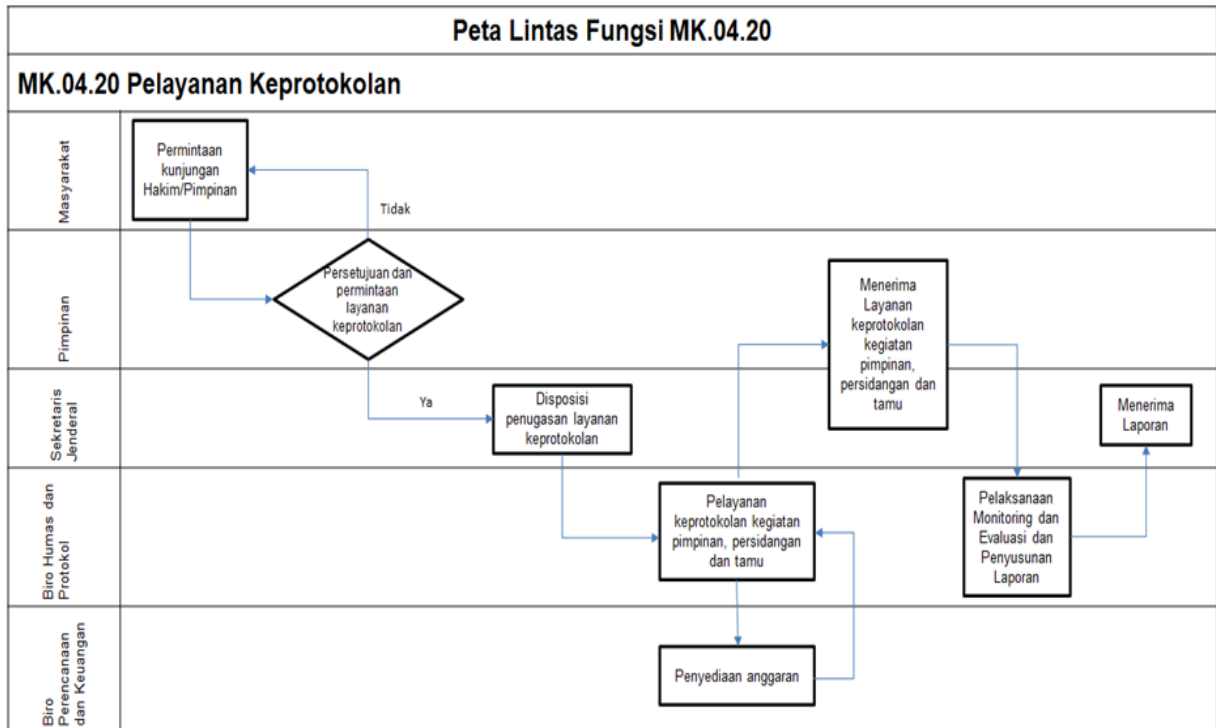 Peta Lintas Fungsi MK.04.20
MK.04.20 Pelayanan Keprotokolan
Masyarakat
Permintaan
kunjungan
Hakim/Pimpinan
Tidak
Pimpinan
Persetujuan dan
permintaan
layanan
keprotokolan
Menerima
Layanan
keprotokolan
kegiatan
pimpinan,
persidangan dan
tamu
Sekretaris
Jenderal
Ya
Disposisi
penugasan layanan
keprotokolan
Menerima
Laporan
Biro Humas dan
Protokol
Pelayanan
keprotokolan kegiatan
pimpinan, persidangan
dan tamu
Pelaksanaan
Monitoring dan
Evaluasi dan
Penyusunan
Laporan
Biro
Perencanaan
dan Keuangan
Penyediaan anggaran